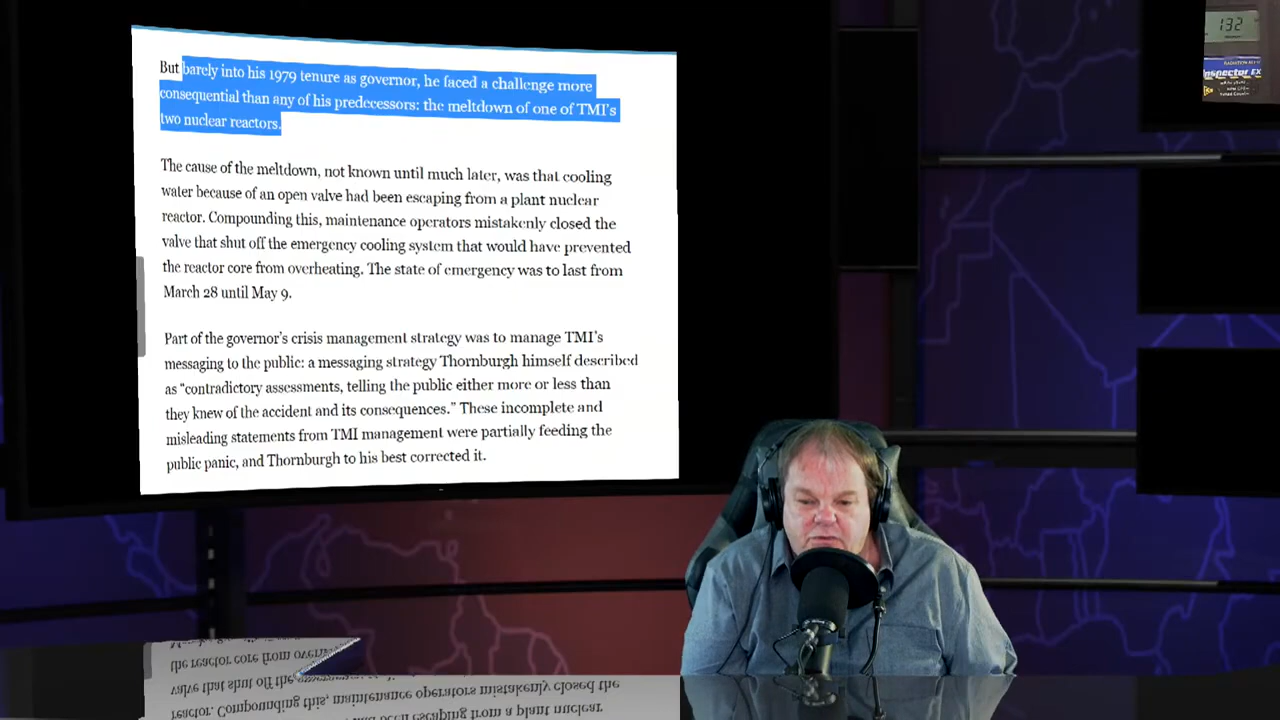 But barely into his 1979 tenure as governor, he faced a challenge more
consequential than any of his predecessors: the meltdown of one of TMI's
two nuclear reactors.
The cause of the meltdown, not known until much later, was that cooling
water because of an open valve had been escaping from a plant nuclear
reactor. Compounding this, maintenance operators mistakenly closed the
valve that shut off the emergency cooling system that would have prevented
the reactor core from overheating. The state of emergency was to last from
March 28 until May 9.
Part of the governor's crisis management strategy was to manage TMI's
messaging to the public: a messaging strategy Thornburgh himself described
as "contradictory assessments, telling the public either more or less than
they knew of the accident and its consequences." These incomplete and
misleading statements from TMI management were partially feeding the
public panic, and Thornburgh to his best corrected it.
132
RADIATION ALERT
Inspector EX